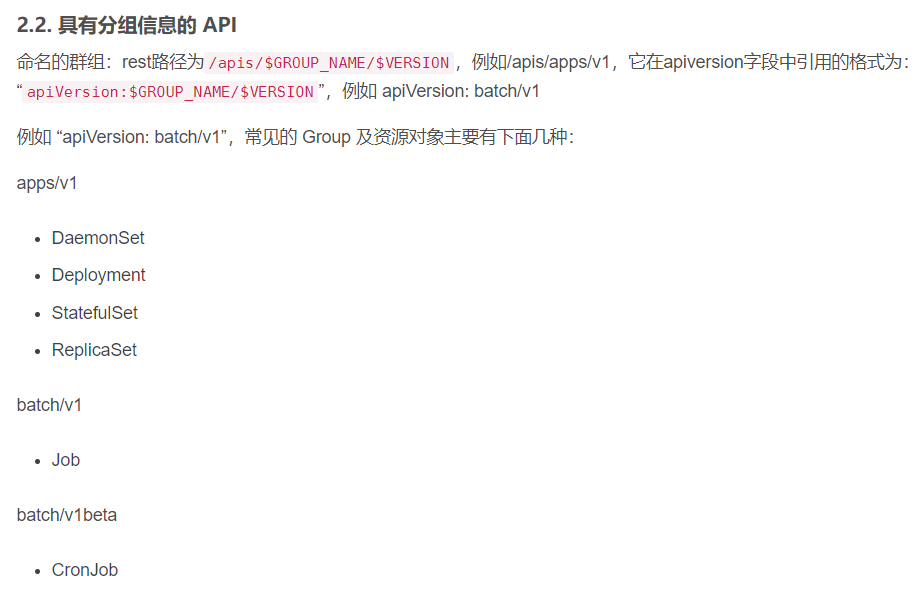 2.2. 具有分组信息的 API
命名的群组：rest路径为 /apis/$GROUP_NAME/$VERSION ，例如/apis/apps/v1，它在apiversion字段中引用的格式为：
“ apiVersion:$GROUP_NAME/$VERSION ”，例如 apiVersion: batch/v1
例如 “apiVersion: batch/v1”，常见的 Group 及资源对象主要有下面几种：
apps/v1
• DaemonSet
• Deployment
• StatefulSet
• ReplicaSet
batch/v1
• Job
batch/v1beta
• CronJob